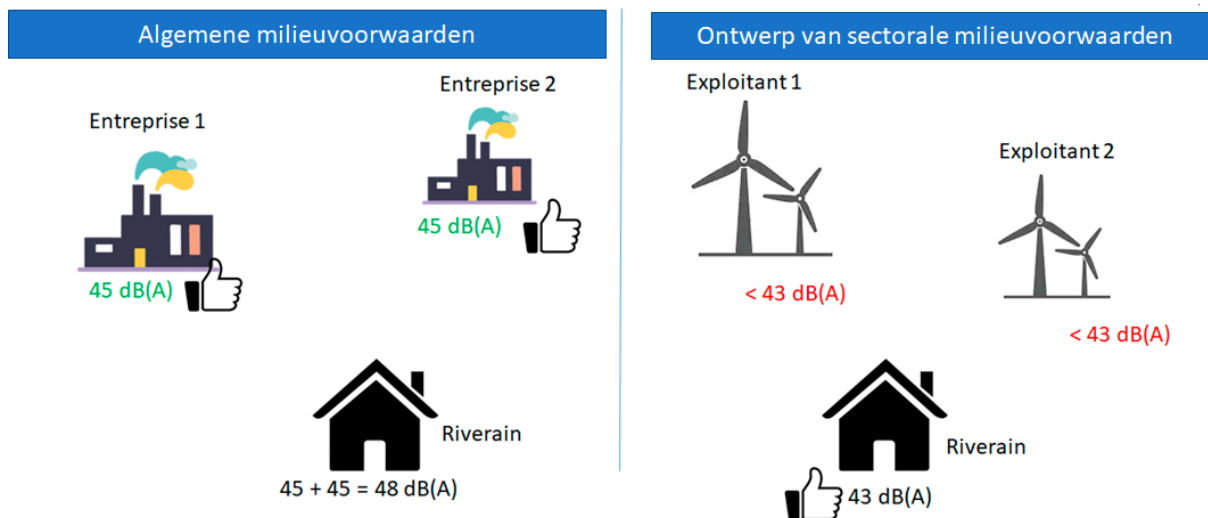 Algemene milieuvoorwaarden
Entreprise 1
Entreprise 2
45 dB(A)
45 dB(A)
Riverain
45 + 45 = 48 dB(A)
Ontwerp van sectorale milieuvoorwaarden
Exploitant 1
Exploitant 2
< 43 dB(A)
< 43 dB(A)
Riverain
43 dB(A)